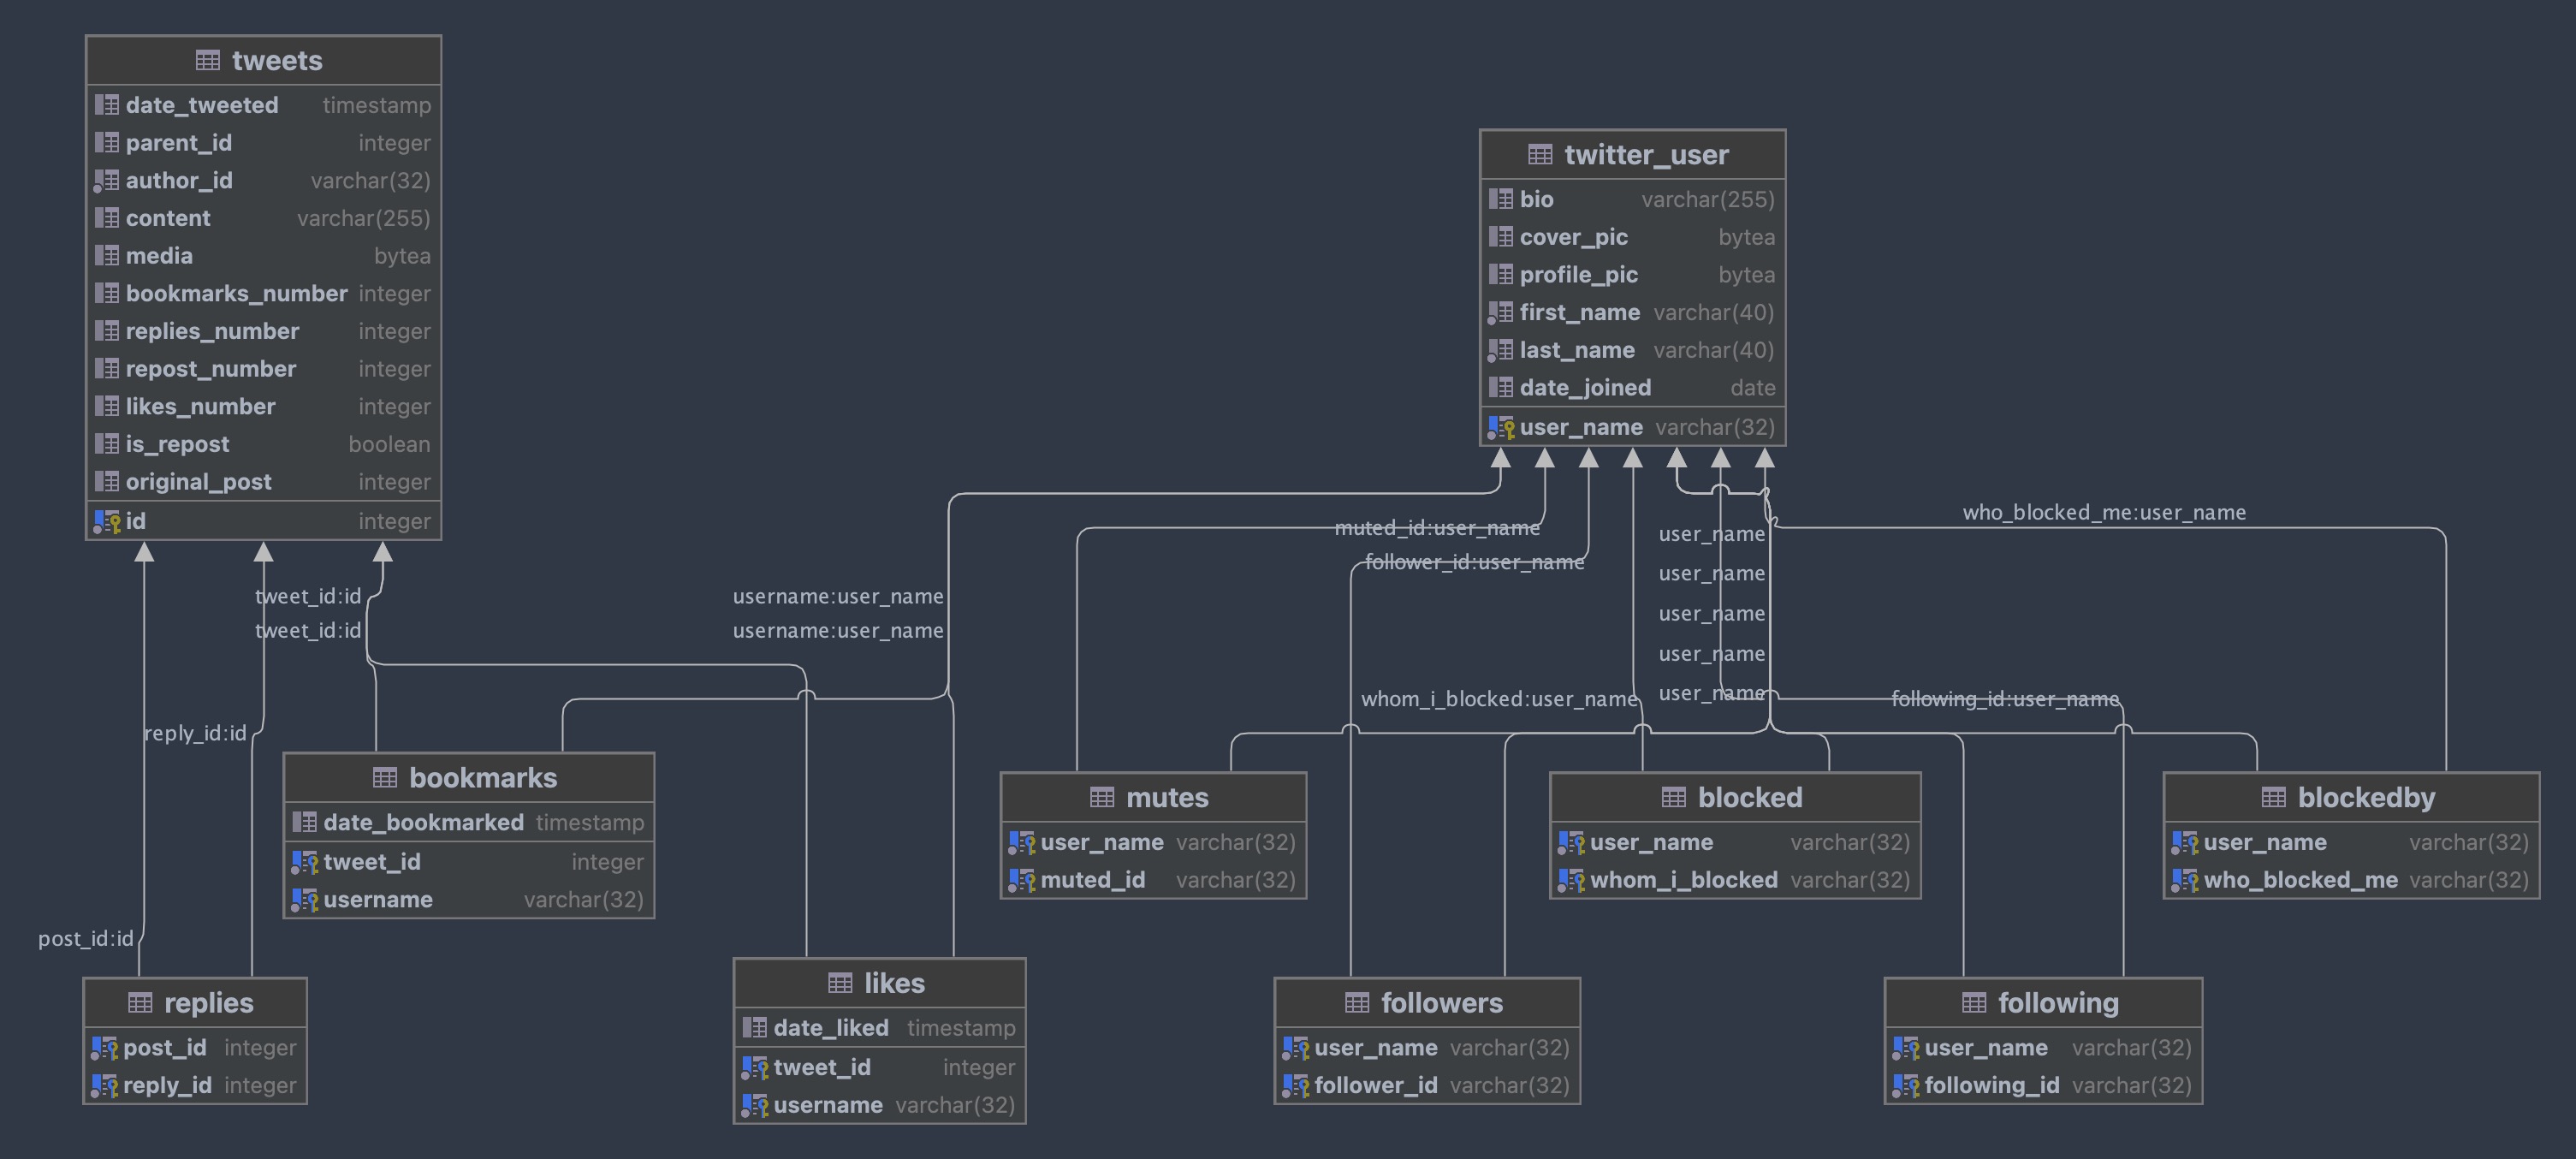 tweets
date_tweeted timestamp
parent_id integer
author_id varchar(32)
content varchar(255)
media bytea
bookmarks_number integer
replies_number integer
repost_number integer
likes_number integer
is_repost boolean
original_post integer
id integer
twitter_user
bio varchar(255)
cover_pic bytea
profile_pic bytea
first_name varchar(40)
last_name varchar(40)
date_joined date
user_name varchar(32)
who_blocked_me:user_name
muted_id:user_name
user_name
follower_id:user_name
user_name
tweet_id:id
username:user_name
user_name
tweet_id:id
username:user_name
user_name
whom_i_blocked:user_name
user_name
following_id:user_name
reply_id:id
post_id:id
bookmarks
date_bookmarked timestamp
tweet_id integer
username varchar(32)
mutes
user_name varchar(32)
muted_id varchar(32)
blocked
user_name varchar(32)
whom_i_blocked varchar(32)
blockedby
user_name varchar(32)
who_blocked_me varchar(32)
replies
post_id integer
reply_id integer
likes
date_liked timestamp
tweet_id integer
username varchar(32)
followers
user_name varchar(32)
follower_id varchar(32)
following
user_name varchar(32)
following_id varchar(32)